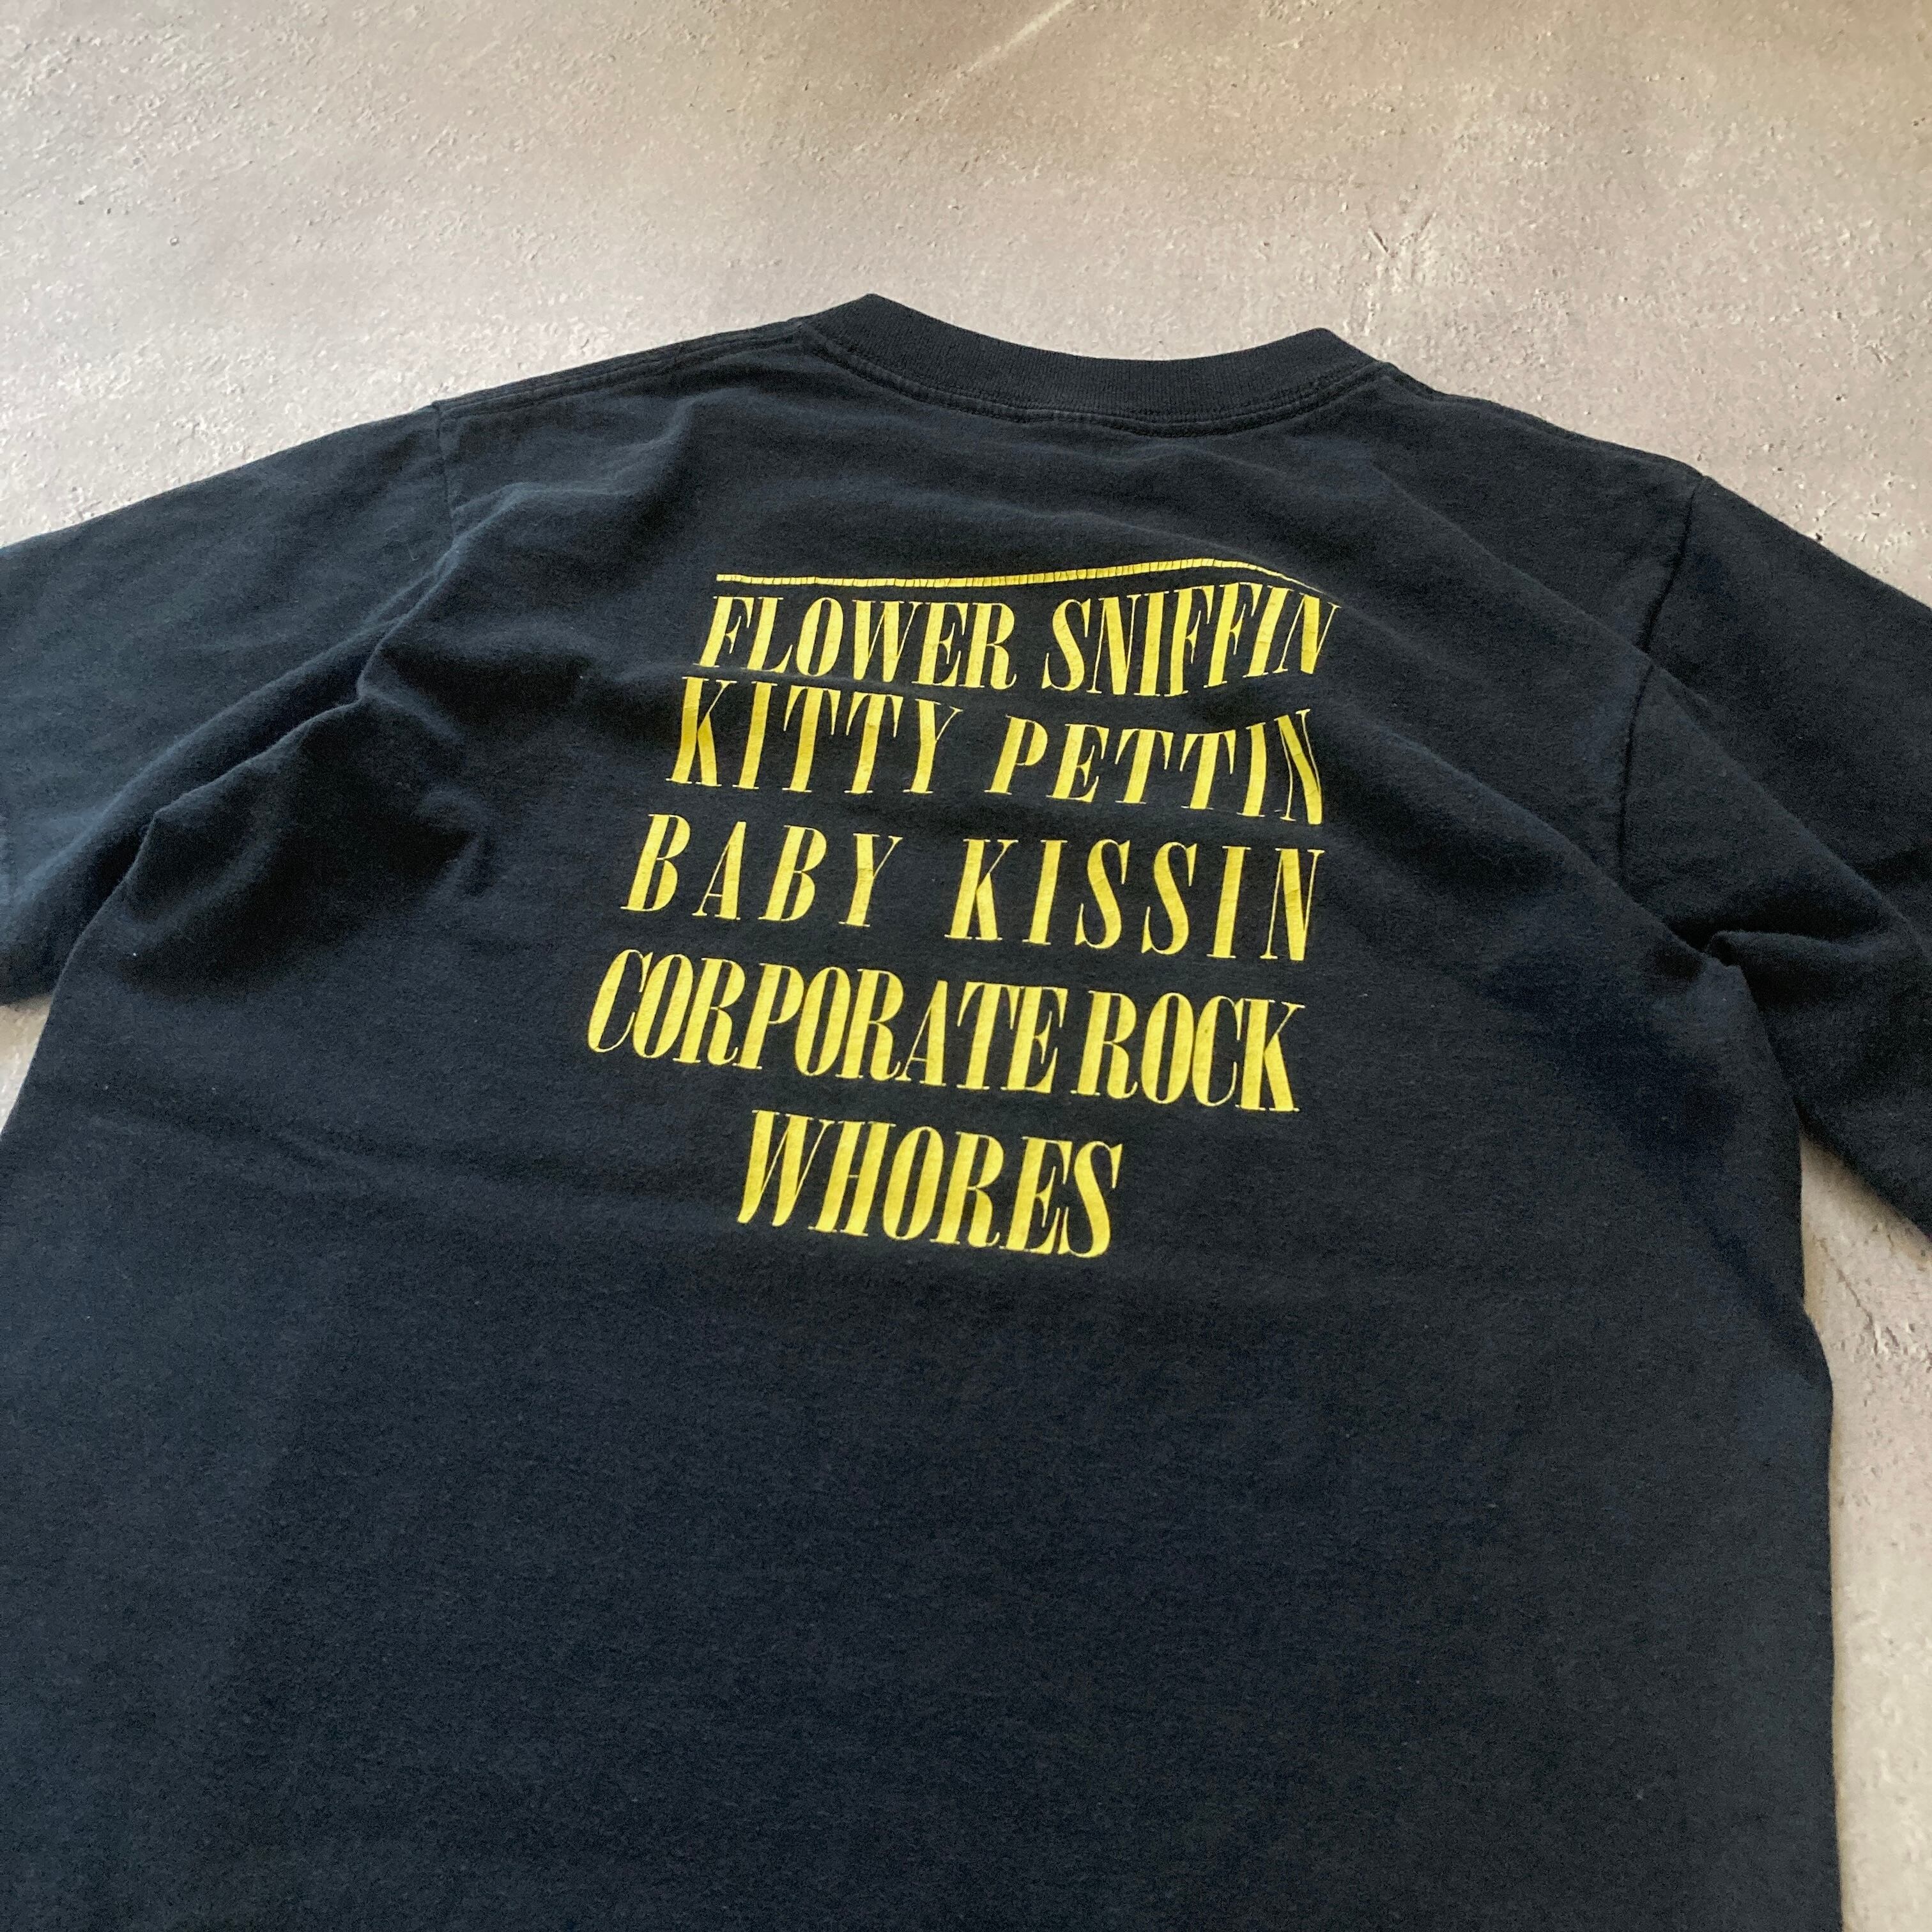 FLOWER SNIFFIN
KITTY PETTIN
BABY KISSIN
CORPORATE ROCK
WHORES